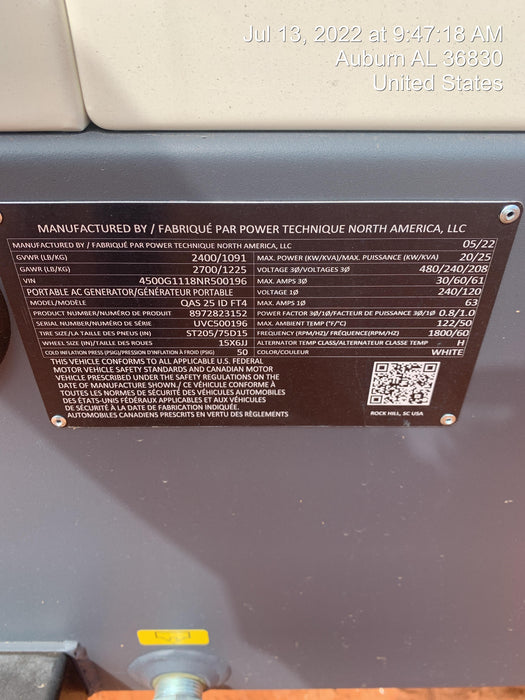 Jul 13, 2022 at 9:47:18 AM
Auburn AL 36830
United States
MANUFACTURED BY / FABRIQUÉ PAR POWER TECHNIQUE NORTH AMERICA, LLC
MANUFACTURED BY / FABRIQUÉ PAR POWER TECHNIQUE NORTH AMERICA, LLC 05/22
GVWR (LB/KG) 2400/1091 MAX. POWER (KW/KVA)/MAX. PUISSANCE (KW/KVA) 20/25
GAWR (LB/KG) 2700/1225 VOLTAGE 3Ø/VOLTAGES 3Ø 480/240/208
VIN 4500G1118NR500196 MAX. AMPS 3Ø 30/60/61
PORTABLE AC GENERATOR/GÉNÉRATEUR PORTABLE VOLTAGE 1Ø 240/120
MODEL/MODÈLE QAS 25 ID FT4 MAX. AMPS 1Ø 63
PRODUCT NUMBER/NUMÉRO DE PRODUIT 8972823152 POWER FACTOR 3Ø/1Ø/FACTEUR DE PUISSANCE 3Ø/1Ø 0.8/1.0
SERIAL NUMBER/NUMÉRO DE SÉRIE UVC500196 MAX. AMBIENT TEMP (°F/°C) 122/50
TIRE SIZE/LA TAILLE DES PNEUS (IN) ST205/75D15 FREQUENCY (RPM/HZ)/ FRÉQUENCE(RPM/HZ) 1800/60
WHEEL SIZE (IN)/TAILLE DES ROUES (IN) 15X6JJ ALTERNATOR TEMP CLASS/ALTERNATEUR CLASSE TEMP H
COLD INFLATION PRESS (PSIG)/PRESSION D'INFLATION À FROID (PSIG) 50 COLOR/COULEUR WHITE
THIS VEHICLE CONFORMS TO ALL APPLICABLE U.S. FEDERAL
MOTOR VEHICLE SAFETY STANDARDS AND CANADIAN MOTOR
VEHICLE PRESCRIBED UNDER THE SAFETY REGULATIONS ON THE
DATE OF MANUFACTURE SHOWN./ CE VÉHICULE CONFORME À
TOUTES LES NORMES DE SÉCURITÉ DES VÉHICULES AUTOMOBILES
DES ÉTATS-UNIS FÉDÉRAUX APPLICABLES ET AUX VÉHICULES
DE SÉCURITÉ À LA DATE DE FABRICATION INDIQUÉE.
AUTOMOBILES CANADIENS PRESCRITS EN VERTU DES RÈGLEMENTS
ROCK HILL, SC USA